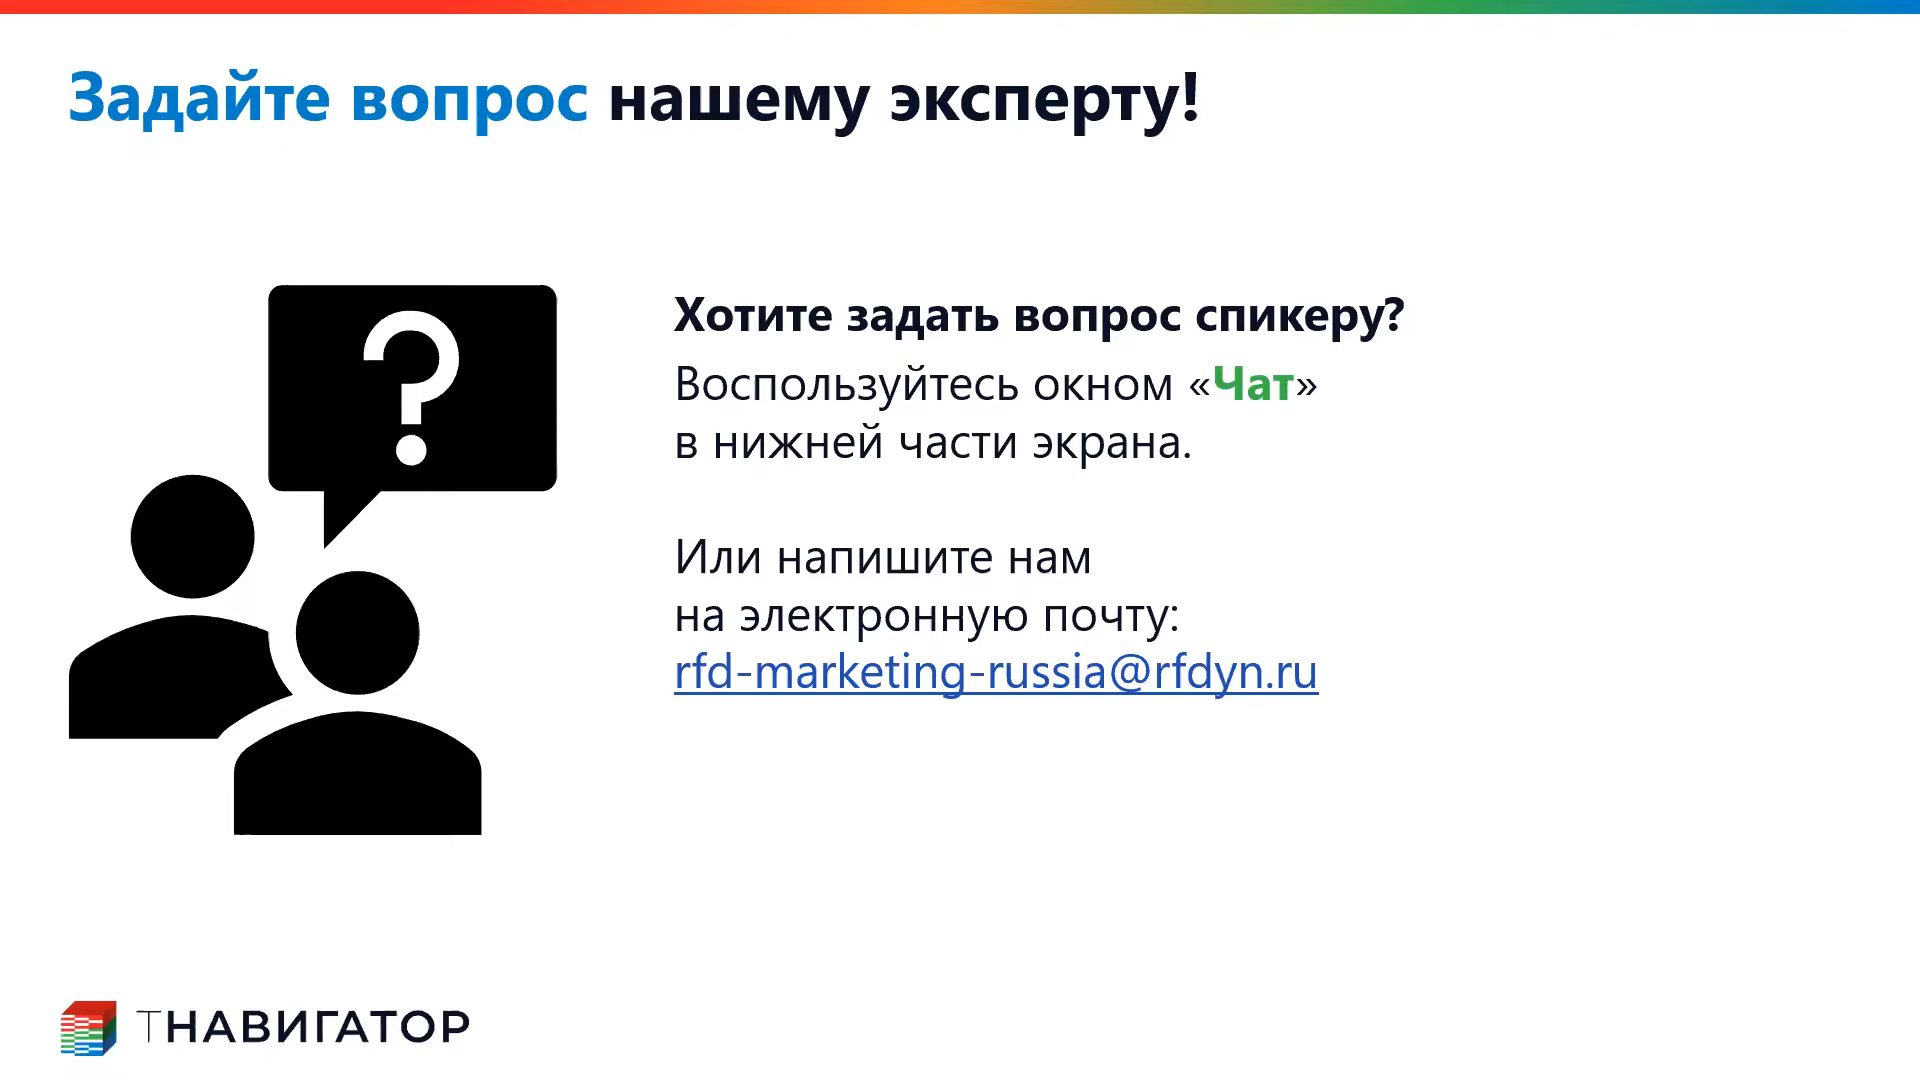 Задайте вопрос нашему эксперту!
Хотите задать вопрос спикеру?
Воспользуйтесь окном «Чат»
в нижней части экрана.
Или напишите нам
на электронную почту:
rfd-marketing-russia@rfdyn.ru
ТНАВИГАТОР